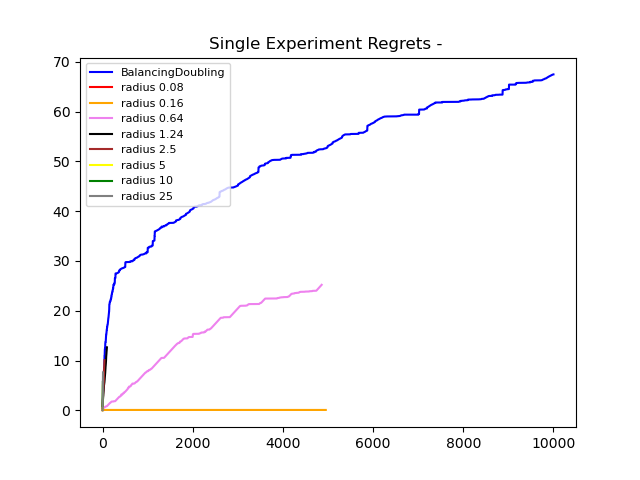 Single Experiment Regrets -
70
60
50
40
30
20
10
0
BalancingDoubling
radius 0.08
radius 0.16
radius 0.64
radius 1.24
radius 2.5
radius 5
radius 10
radius 25
0 2000 4000 6000 8000 10000